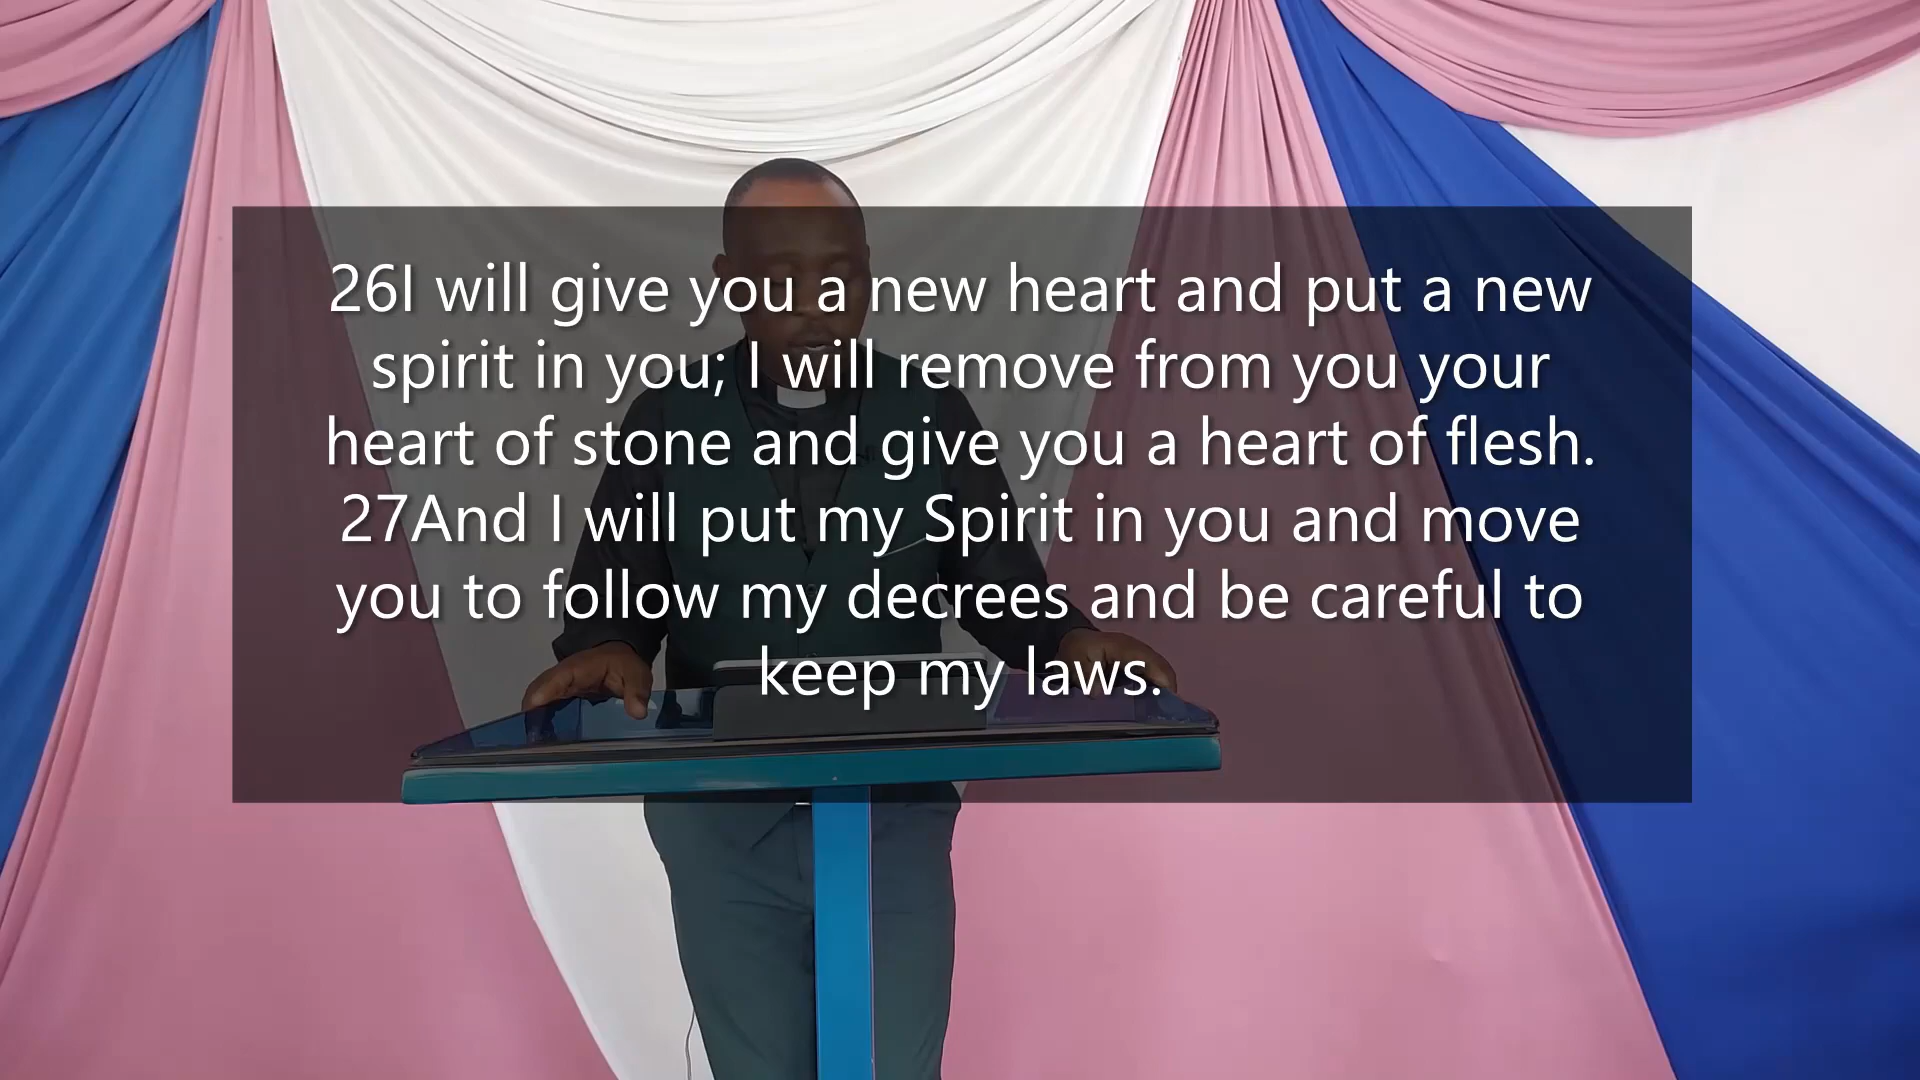 26I will give you a new heart and put a new
spirit in you; I will remove from you your
heart of stone and give you a heart of flesh.
27And I will put my Spirit in you and move
you to follow my decrees and be careful to
keep my laws.